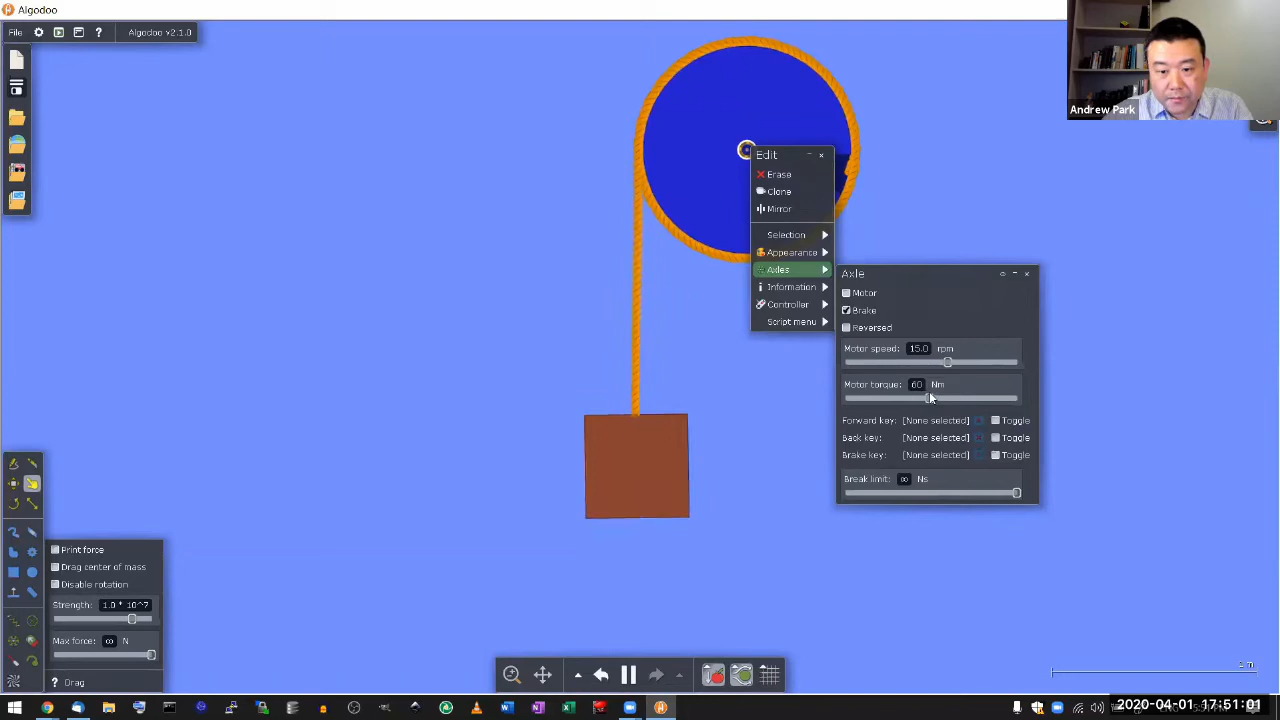 Algodoo
File
?
Algodoo v2.1.0
Andrew Park
Edit
Erase
Clone
Mirror
Selection
Appearance
Axles
Information
Controller
Script menu
Axle
Motor
Brake
Reversed
Motor speed: 15.0 rpm
Motor torque: 60 Nm
Forward key: [None selected] Toggle
Back key: [None selected] Toggle
Brake key: [None selected] Toggle
Break limit: ∞ Ns
Print force
Drag center of mass
Disable rotation
Strength: 1.0 * 10^7
Max force: ∞ N
? Drag
1 m
2020-04-01 17:51:01